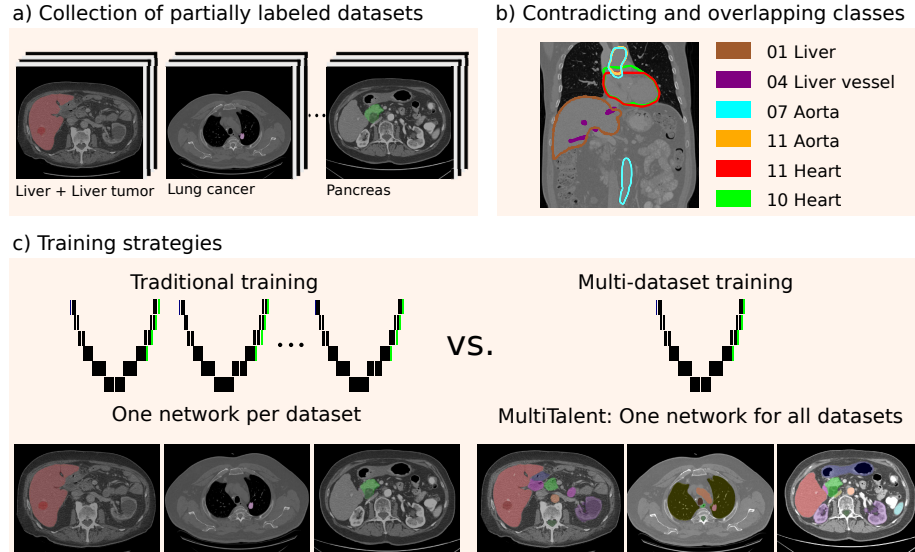 a) Collection of partially labeled datasets
Liver + Liver tumor
Lung cancer
...
Pancreas
b) Contradicting and overlapping classes
01 Liver
04 Liver vessel
07 Aorta
11 Aorta
11 Heart
10 Heart
c) Training strategies
Traditional training
...
One network per dataset
vs.
Multi-dataset training
MultiTalent: One network for all datasets